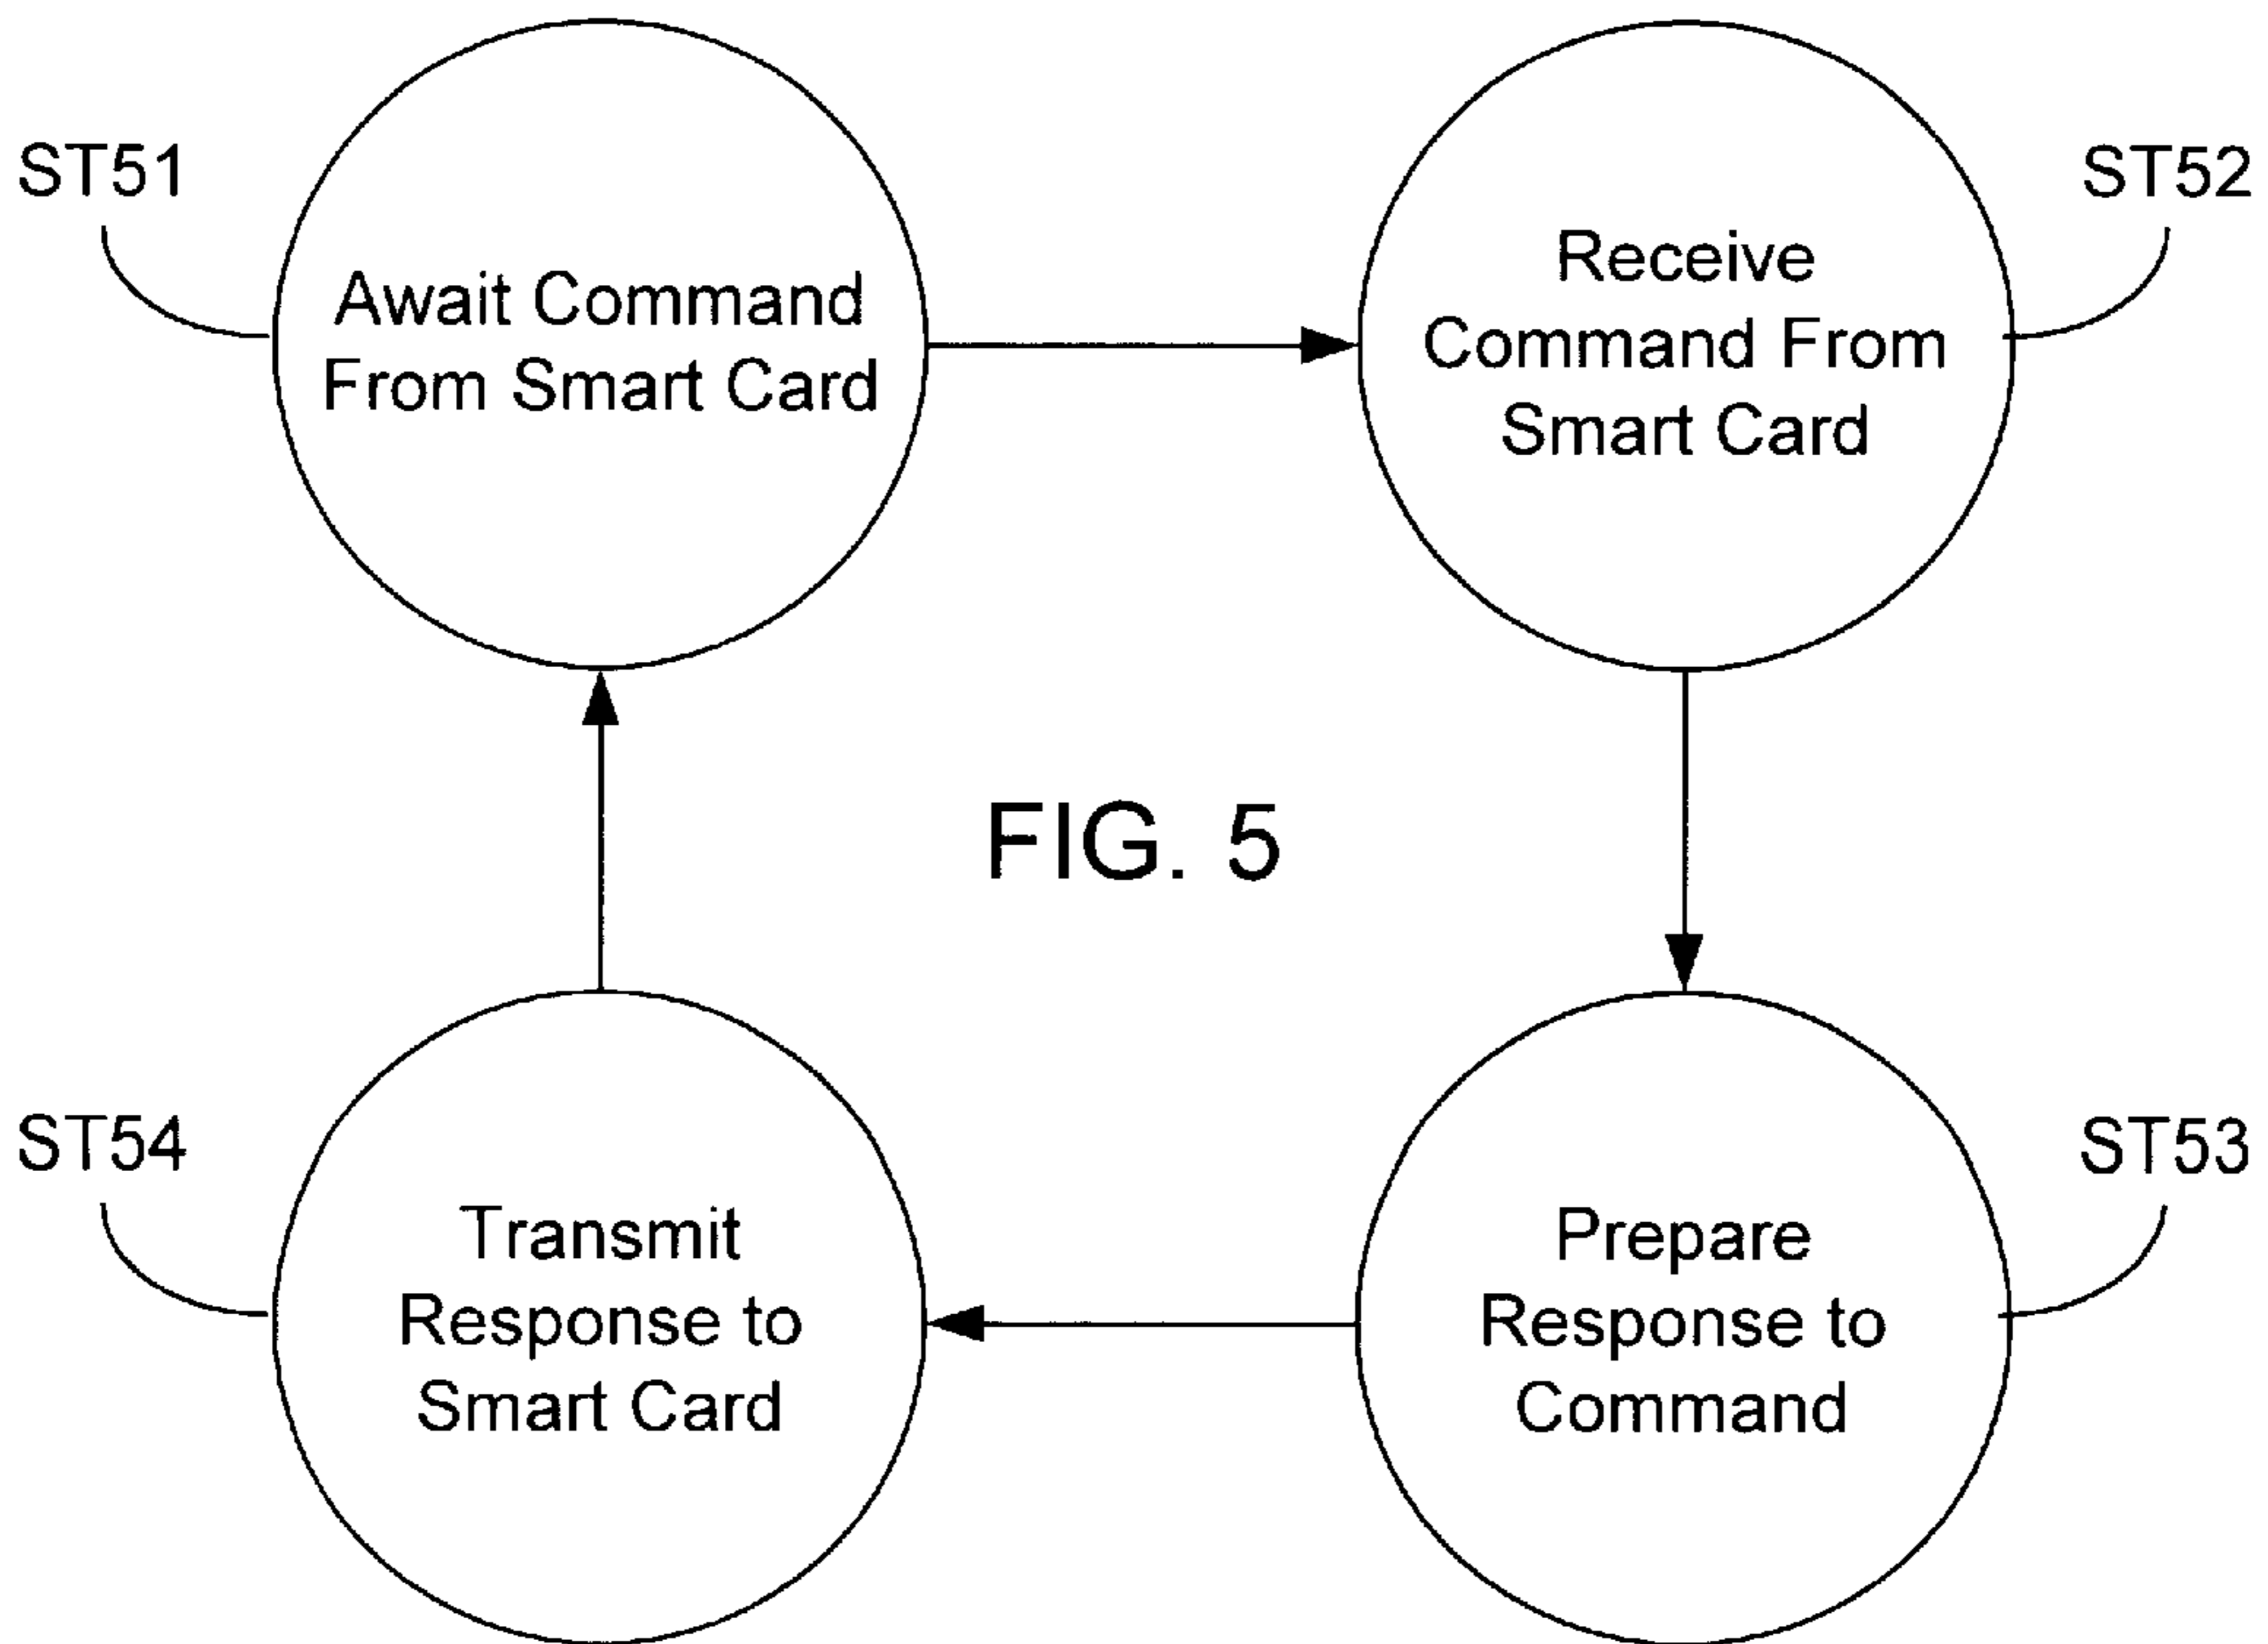 ST51
Await Command
From Smart Card
ST52
Receive
Command From
Smart Card
FIG. 5
ST54
Transmit
Response to
Smart Card
ST53
Prepare
Response to
Command